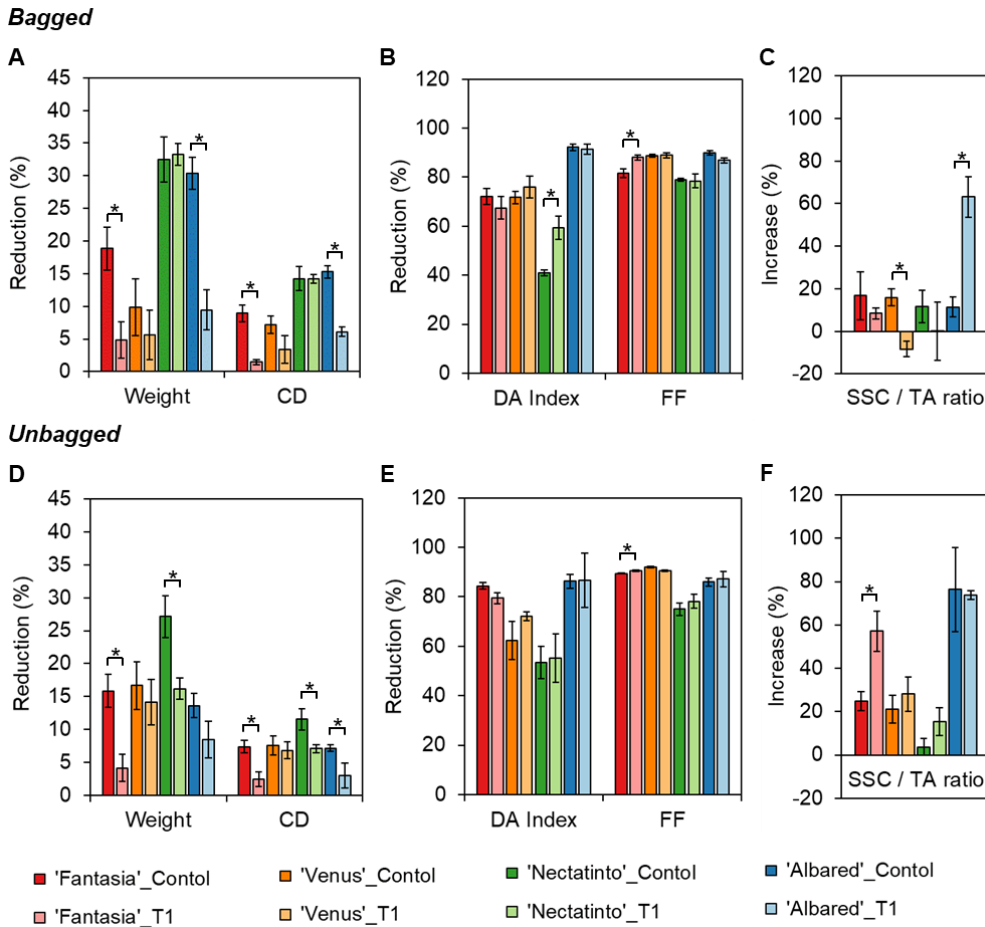 Bagged
A
45
40
35
30
25
20
15
10
5
0
Reduction (%)
*
*
*
*
Weight CD
B
120
100
80
60
40
20
0
Reduction (%)
*
*
DA Index FF
C
120
100
80
60
40
20
0
-20
Increase (%)
*
*
SSC / TA ratio
Unbagged
D
45
40
35
30
25
20
15
10
5
0
Reduction (%)
*
*
*
*
*
Weight CD
E
120
100
80
60
40
20
0
Reduction (%)
*
DA Index FF
F
120
100
80
60
40
20
0
-20
Increase (%)
*
SSC / TA ratio
'Fantasia'_Contol 'Venus'_Contol 'Nectatinto'_Contol 'Albared'_Contol
'Fantasia'_T1 'Venus'_T1 'Nectatinto'_T1 'Albared'_T1